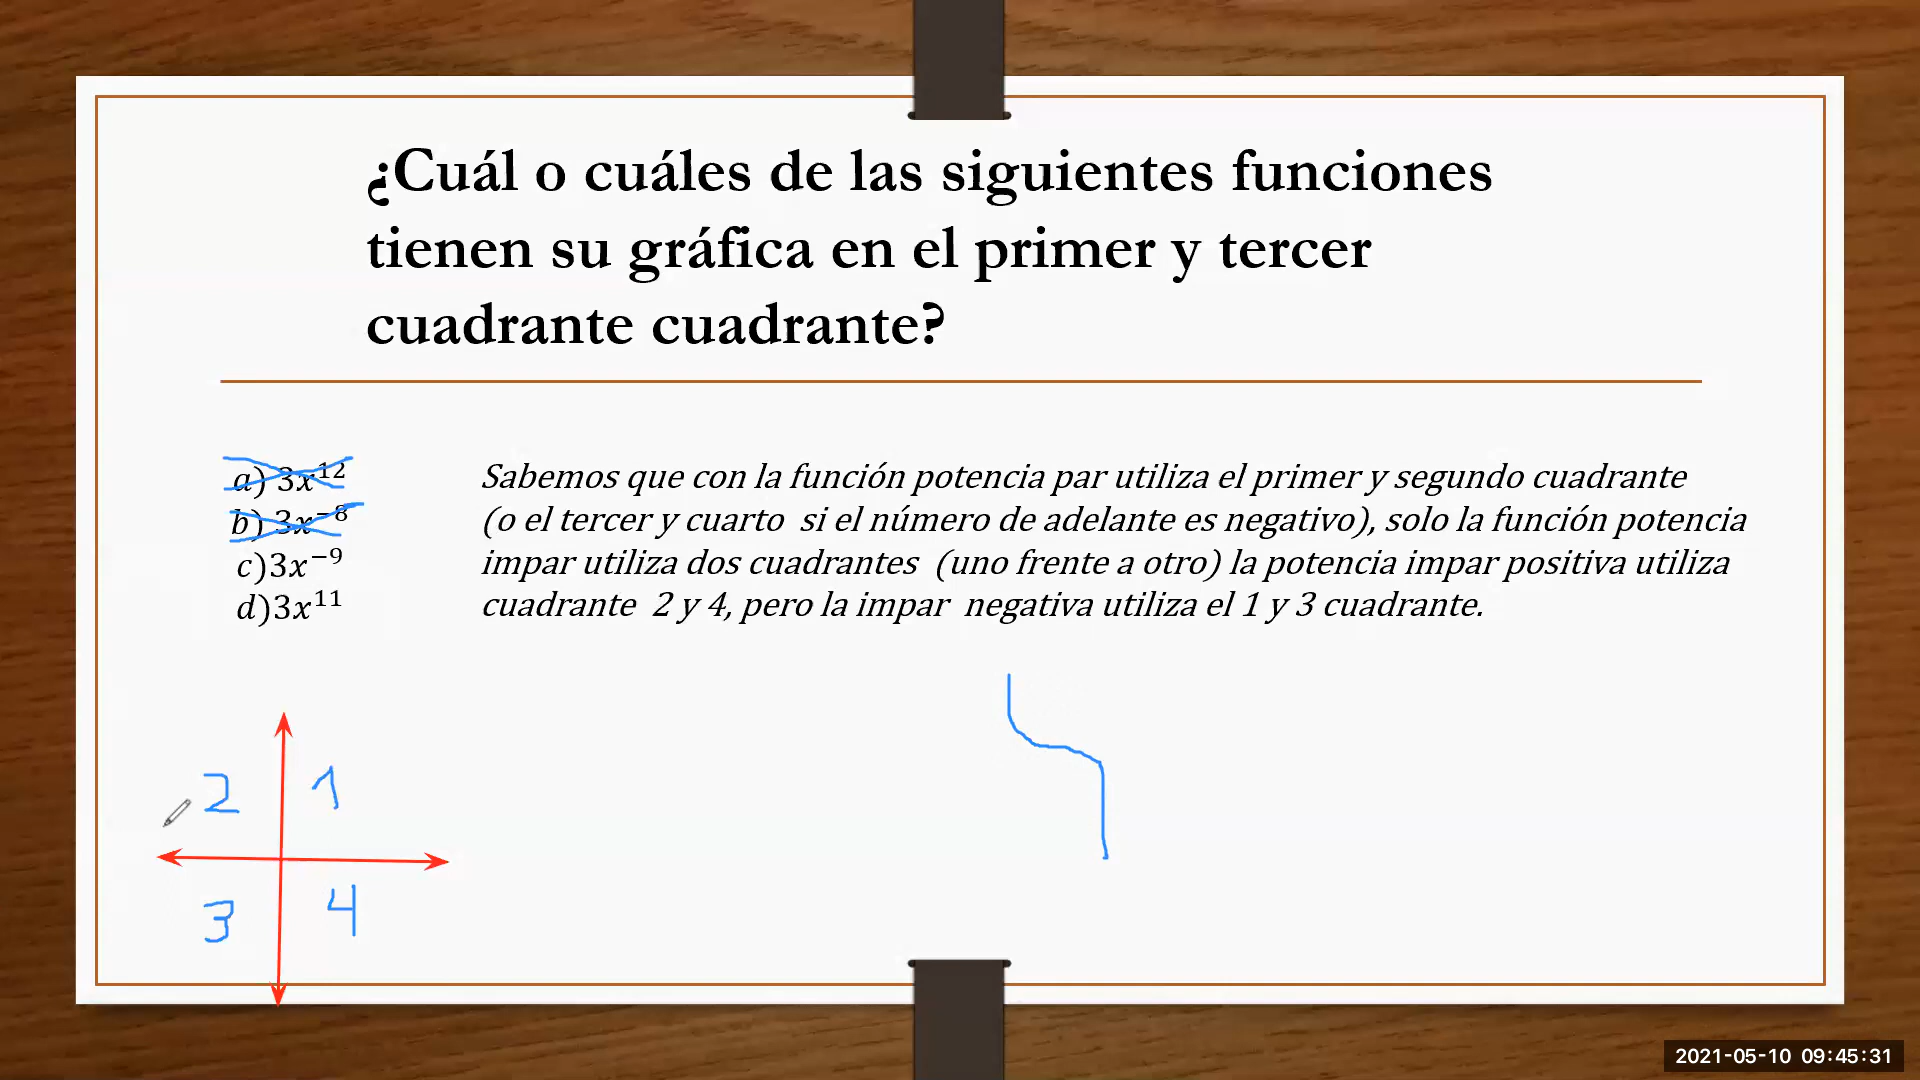 ¿Cuál o cuáles de las siguientes funciones
tienen su gráfica en el primer y tercer
cuadrante cuadrante?
a) 3x¹²
b) 3x⁻⁸
c)3x⁻⁹
d)3x¹¹
Sabemos que con la función potencia par utiliza el primer y segundo cuadrante
(o el tercer y cuarto si el número de adelante es negativo), solo la función potencia
impar utiliza dos cuadrantes (uno frente a otro) la potencia impar positiva utiliza
cuadrante 2 y 4, pero la impar negativa utiliza el 1 y 3 cuadrante.
2 1
3 4
2021-05-10 09:45:31